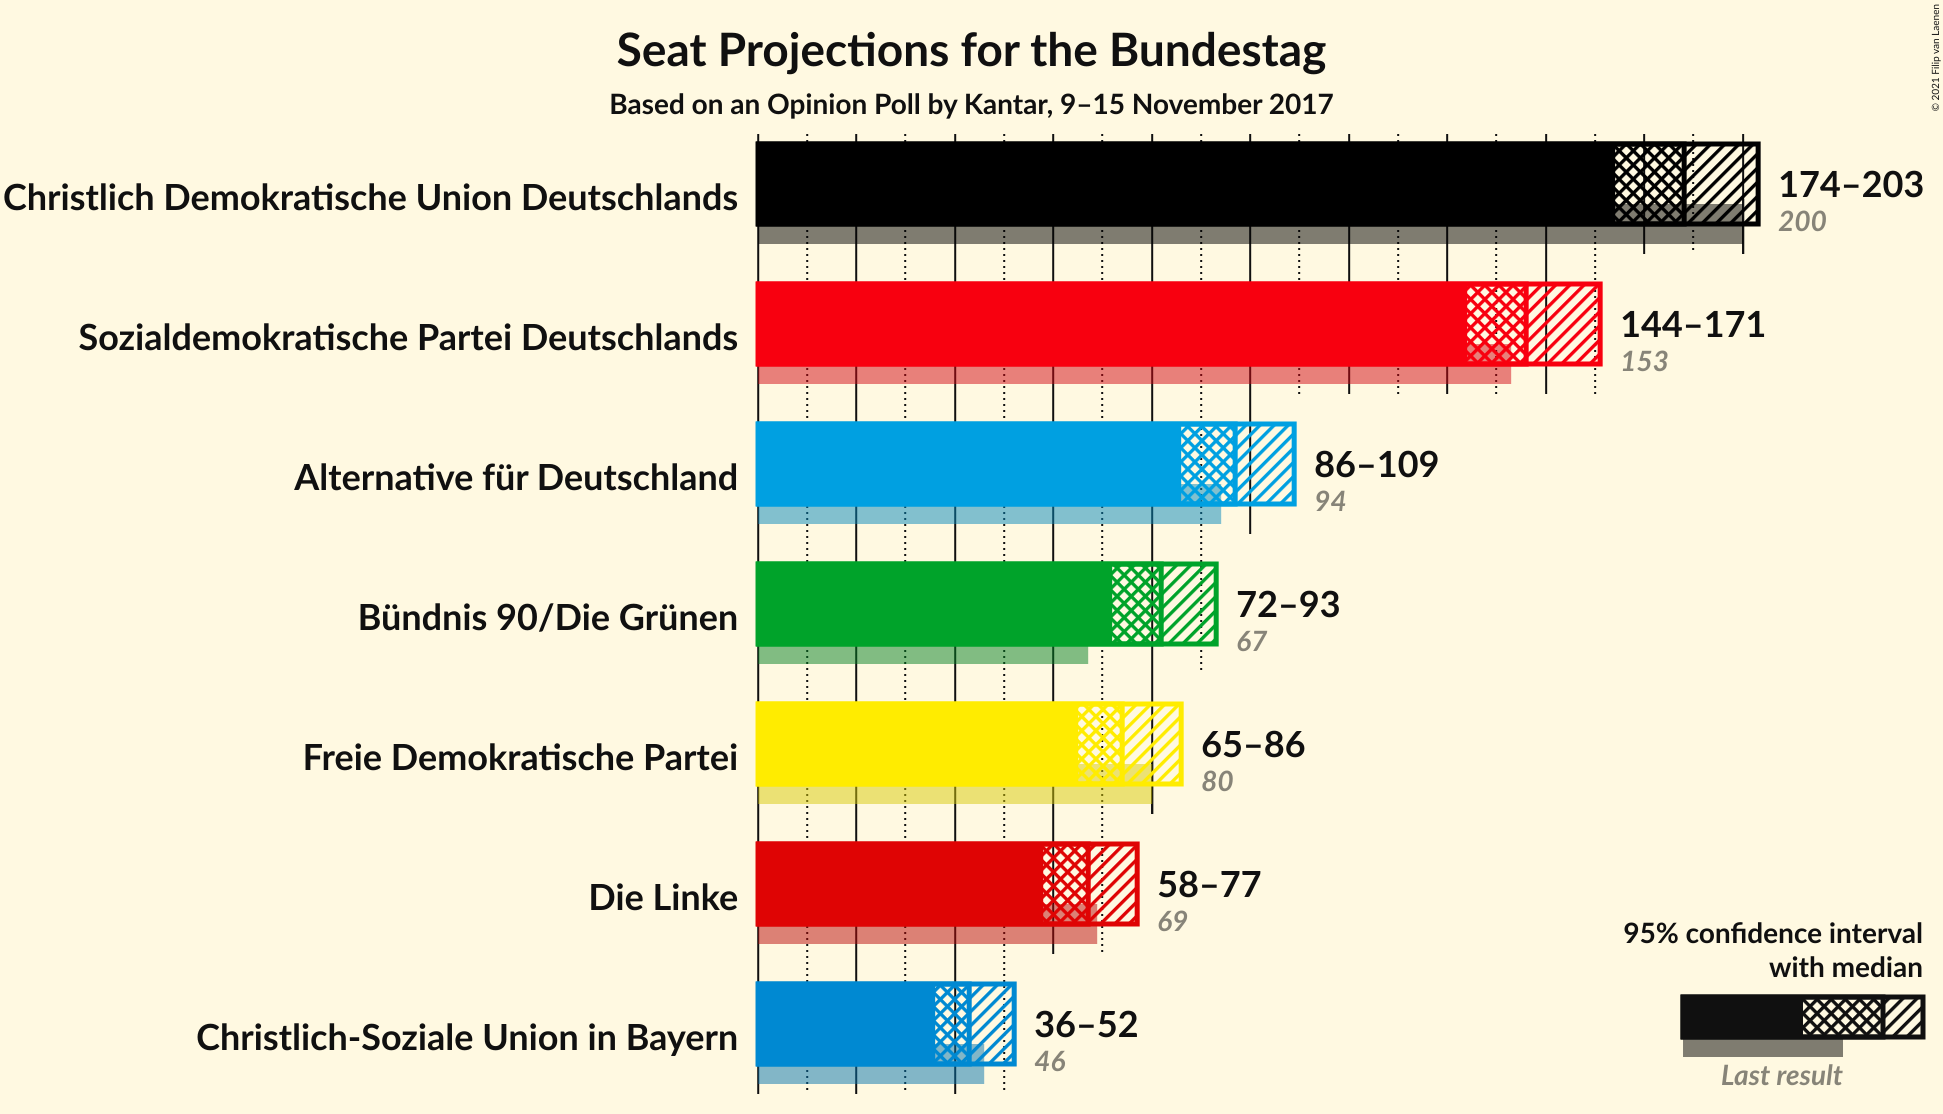 Seat Projections for the Bundestag
Based on an Opinion Poll by Kantar, 9–15 November 2017
© 2021 Filip van Laenen
Christlich Demokratische Union Deutschlands
174–203
200
Sozialdemokratische Partei Deutschlands
144–171
153
Alternative für Deutschland
86–109
94
Bündnis 90/Die Grünen
72–93
67
Freie Demokratische Partei
65–86
80
Die Linke
58–77
69
Christlich-Soziale Union in Bayern
36–52
46
95% confidence interval
with median
Last result